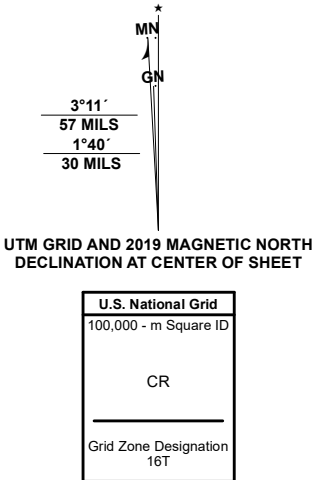 MN
GN
3°11´
57 MILS
1°40´
30 MILS
UTM GRID AND 2019 MAGNETIC NORTH
DECLINATION AT CENTER OF SHEET
U.S. National Grid
100,000 - m Square ID
CR
Grid Zone Designation
16T